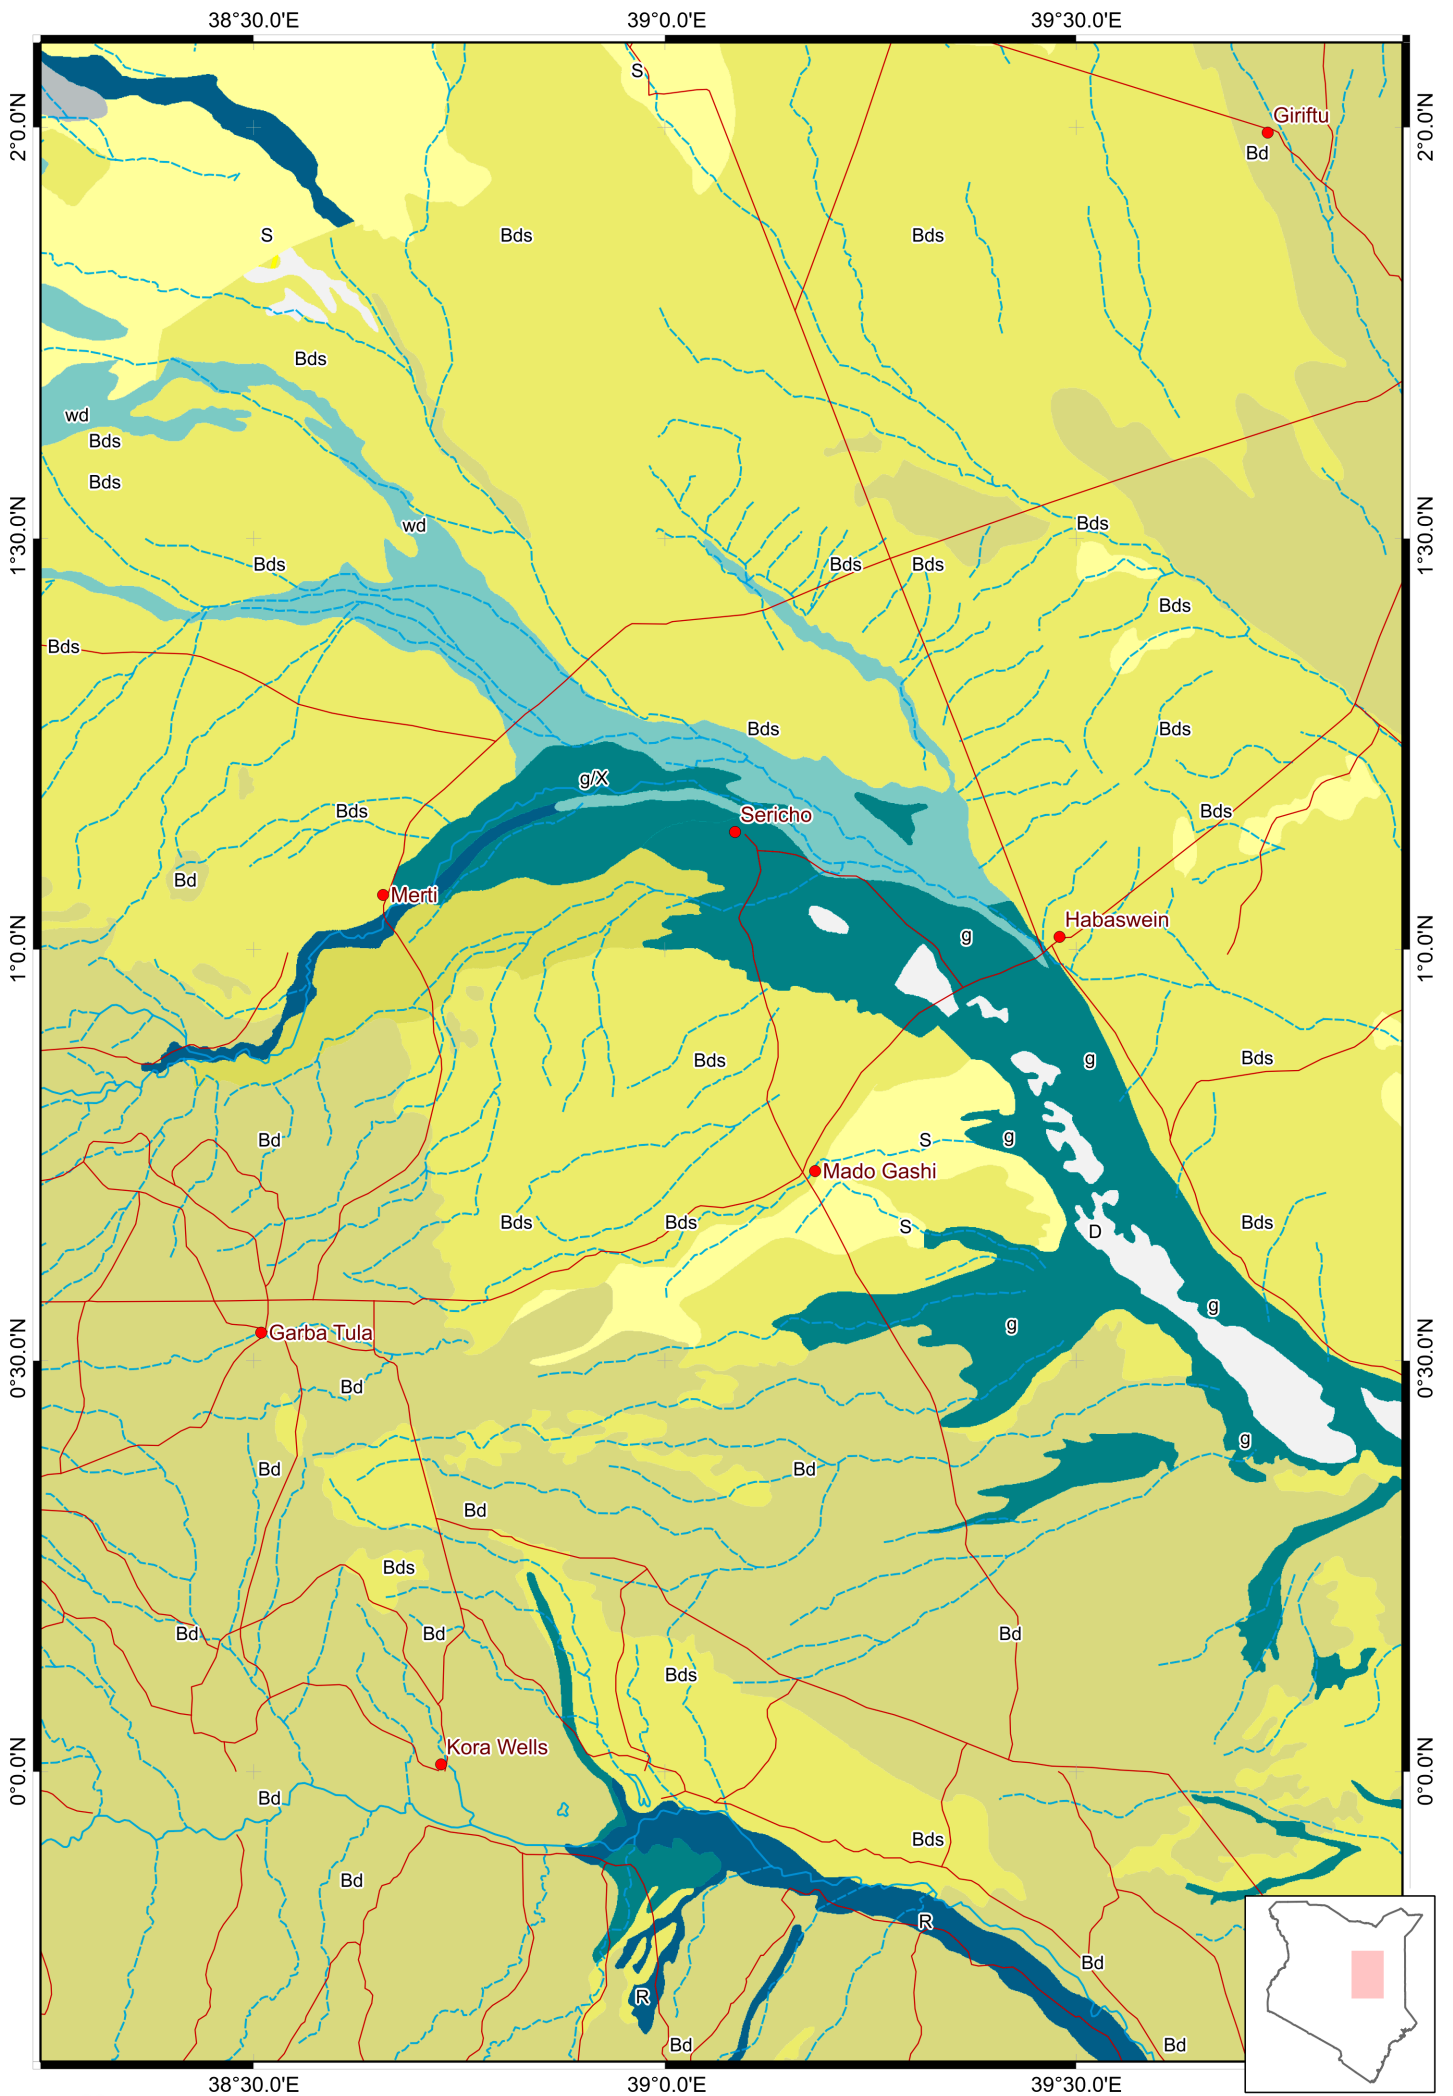 38°30.0'E 39°0.0'E 39°30.0'E
2°0.0'N 2°0.0'N
S
Giriftu
Bd
S Bds Bds
Bds
wd
Bds
Bds
wd Bds
1°30.0'N 1°30.0'N
Bds Bds Bds
Bds
Bds
Bds Bds
g/X
Bds Sericho Bds
Bd
Merti
Habaswein
g
1°0.0'N 1°0.0'N
Bds g Bds
Bd S g
Mado Gashi
Bds Bds S D Bds
g
g
Garba Tula
0°30.0'N 0°30.0'N
Bd
g
Bd Bd
Bd
Bds
Bd Bd Bd
Bds
Kora Wells
0°0.0'N 0°0.0'N
Bd
Bds
Bd
R
Bd
R
Bd Bd
38°30.0'E 39°0.0'E 39°30.0'E